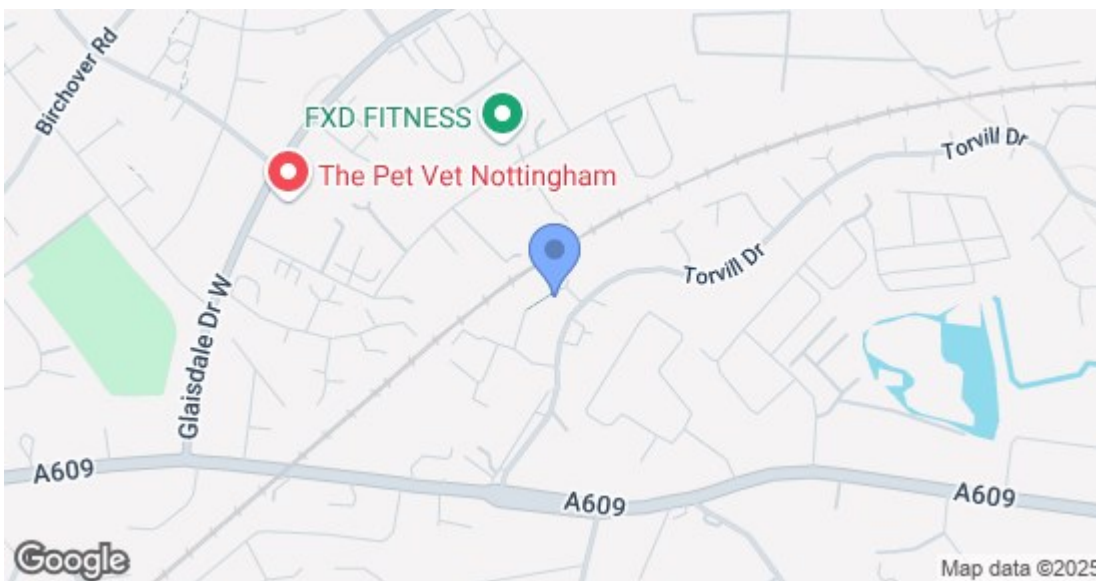 Birchover Rd
FXD FITNESS
Torvill Dr
The Pet Vet Nottingham
Torvill Dr
Glaisdale Dr W
A609
A609
A609
Google
Map data ©2025